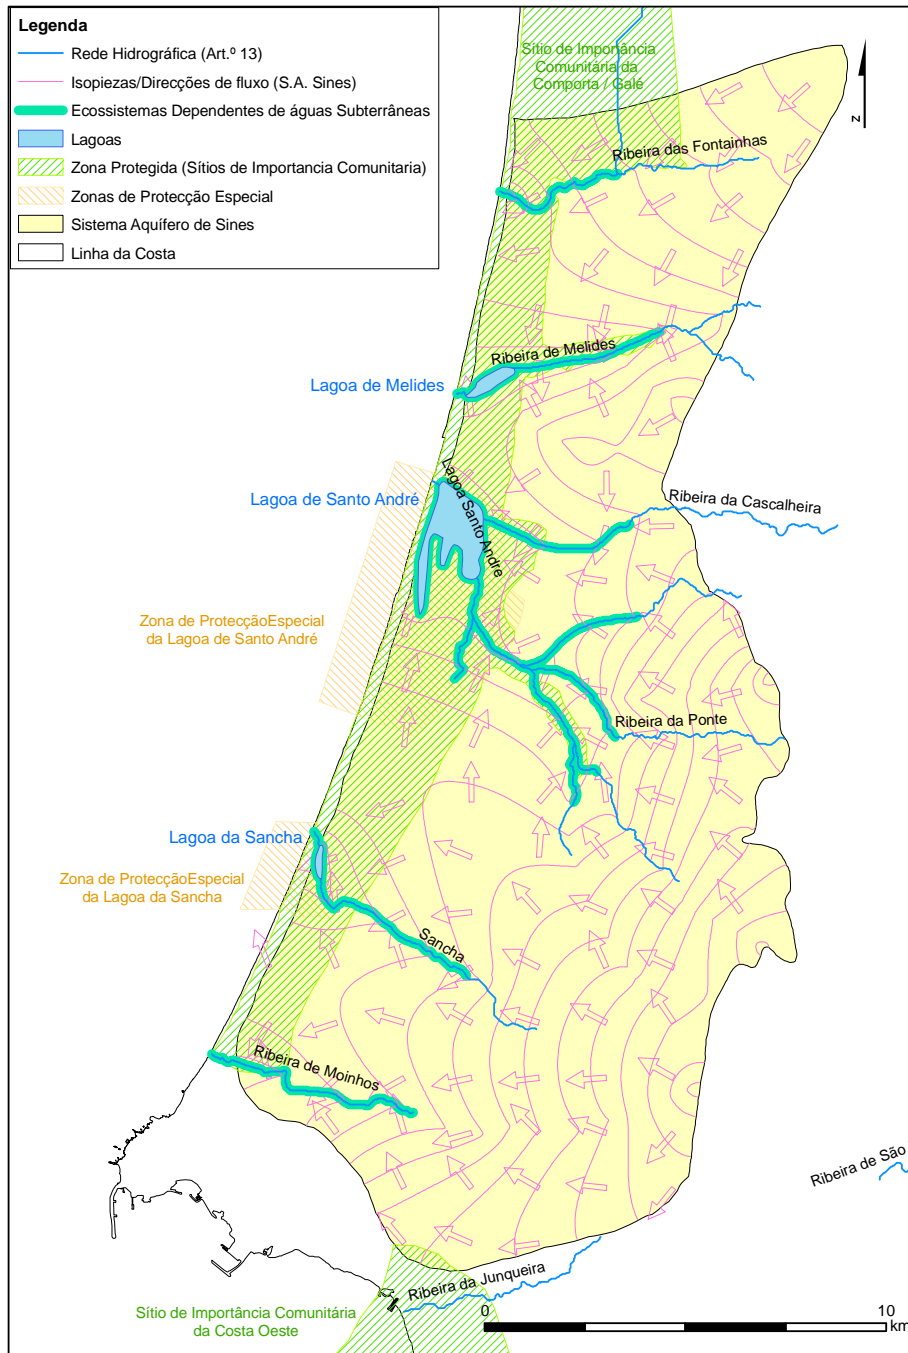 Legenda
Rede Hidrográfica (Art.º 13)
Isopiezas/Direcções de fluxo (S.A. Sines)
Ecossistemas Dependentes de águas Subterrâneas
Lagoas
Zona Protegida (Sítios de Importancia Comunitaria)
Zonas de Protecção Especial
Sistema Aquífero de Sines
Linha da Costa
Sítio de Importância
Comunitária da
Comporta / Galé
z
Ribeira das Fontainhas
Ribeira de Melides
Lagoa de Melides
Lagoa de Santo André
Lagoa Santo Andre
Ribeira da Cascalheira
Zona de ProtecçãoEspecial
da Lagoa de Santo André
Ribeira da Ponte
Lagoa da Sancha
Zona de ProtecçãoEspecial
da Lagoa da Sancha
Sancha
Ribeira de Moinhos
Ribeira de São
Ribeira da Junqueira
Sítio de Importância Comunitária
da Costa Oeste
0 10
km